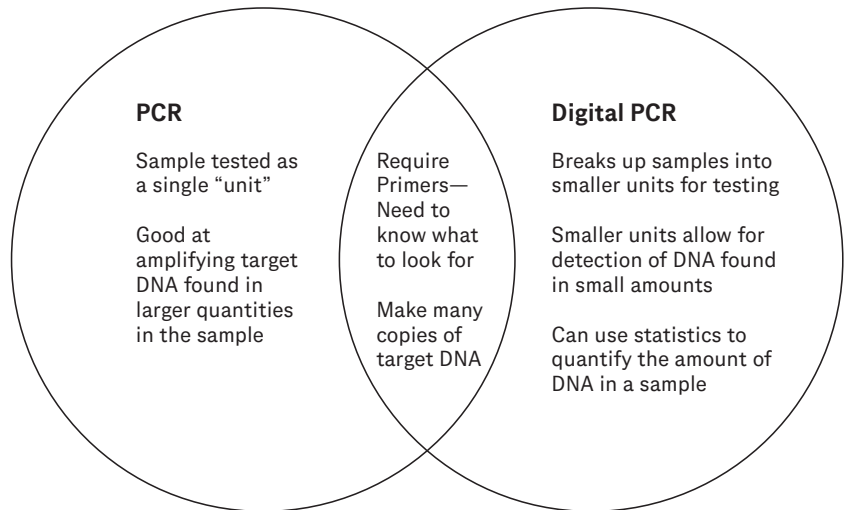 PCR
Sample tested as
a single “unit”
Good at
amplifying target
DNA found in
larger quantities
in the sample
Require
Primers—
Need to
know what
to look for
Make many
copies of
target DNA
Digital PCR
Breaks up samples into
smaller units for testing
Smaller units allow for
detection of DNA found
in small amounts
Can use statistics to
quantify the amount of
DNA in a sample